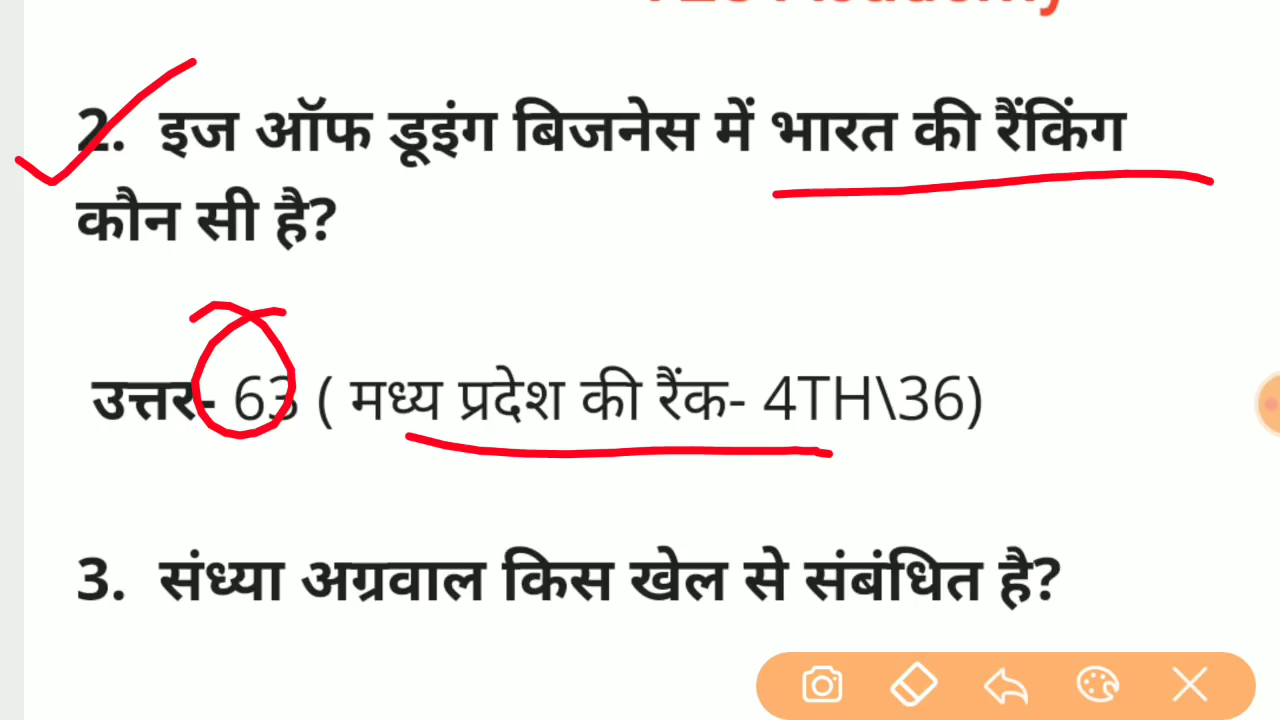 2. इज ऑफ डूइंग बिजनेस में भारत की रैंकिंग
कौन सी है?
उत्तर- 63 ( मध्य प्रदेश की रैंक- 4TH\36)
3. संध्या अग्रवाल किस खेल से संबंधित है?